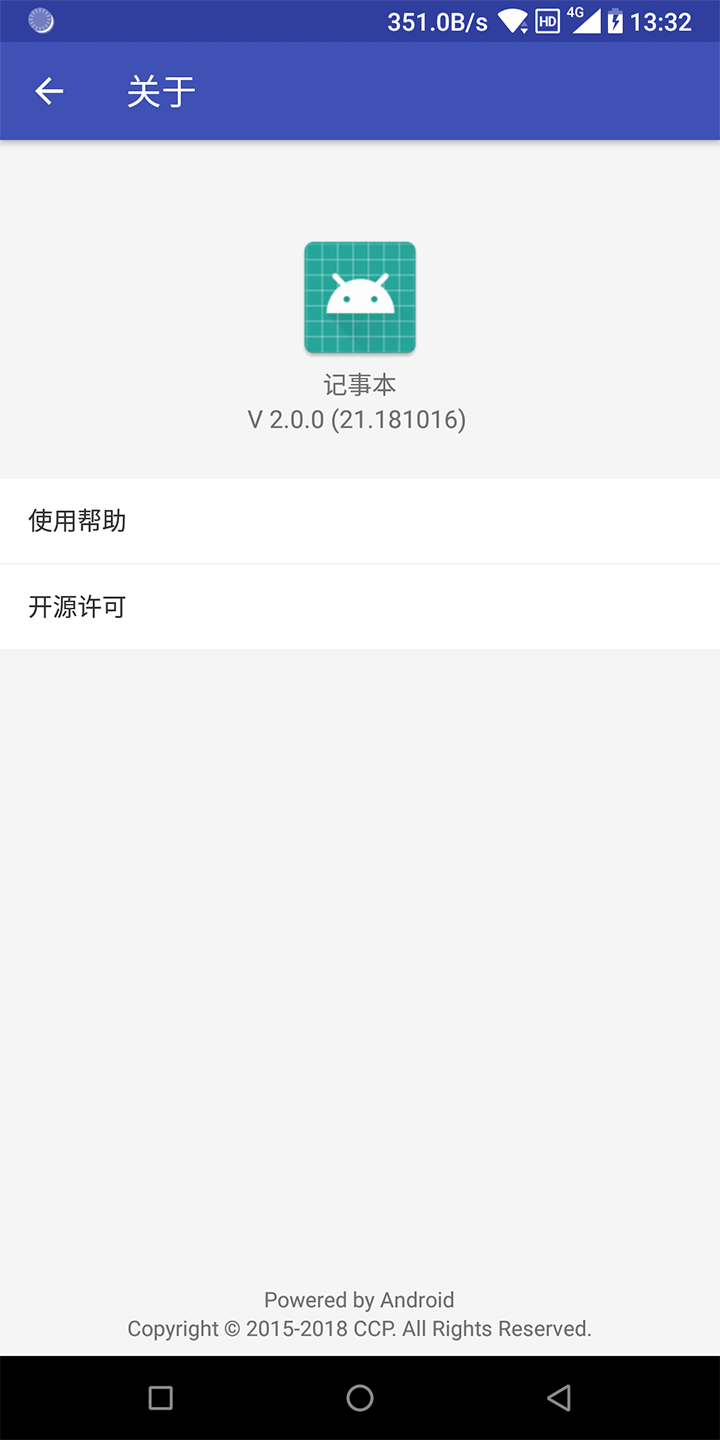 351.0B/s HD 4G 13:32
关于
记事本
V 2.0.0 (21.181016)
使用帮助
开源许可
Powered by Android
Copyright © 2015-2018 CCP. All Rights Reserved.